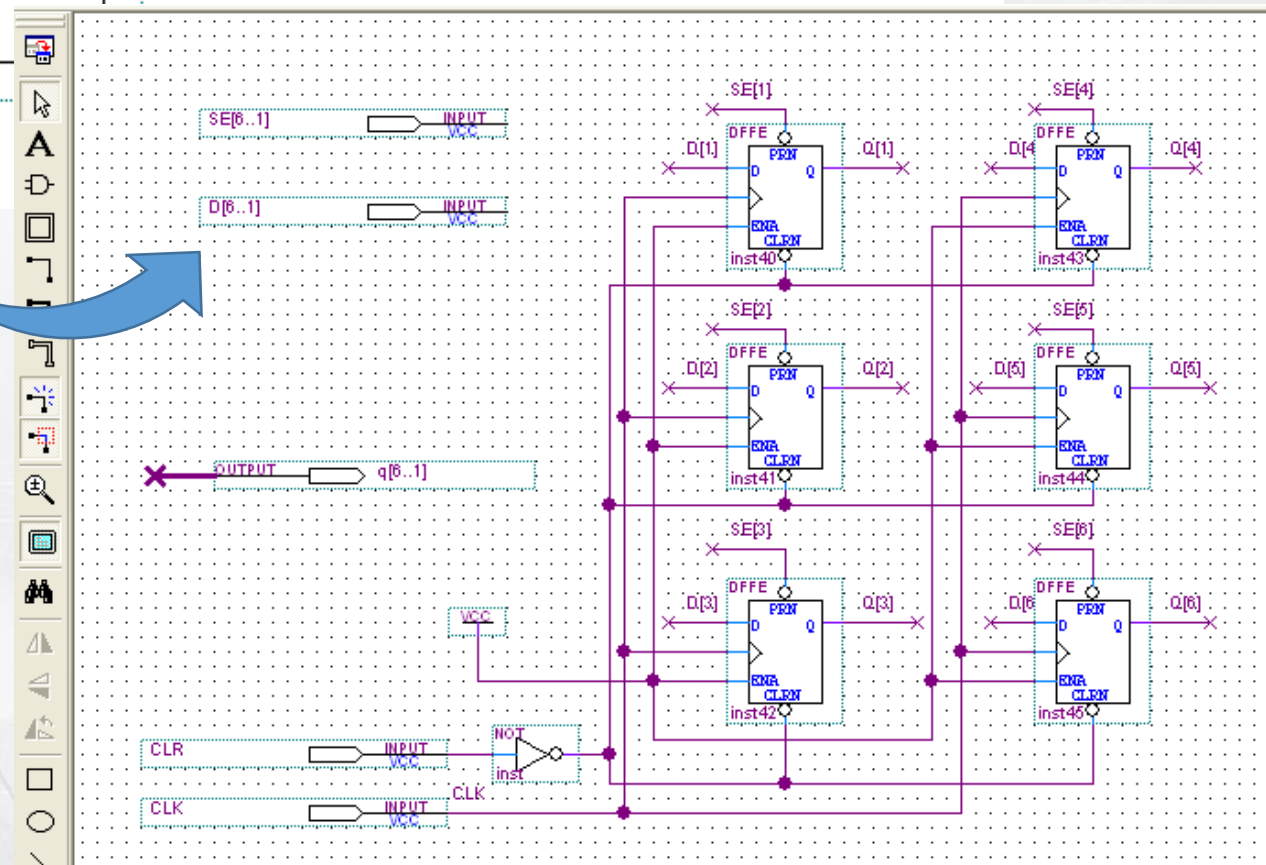 SE[6..1] INPUT VCC
D[6..1] INPUT VCC
OUTPUT q[6..1]
VCC
CLR INPUT VCC
NOT
inst
CLK INPUT VCC
CLK
SE[1]
DFFE
D[1] PRN Q[1]
D Q
ENA
CLRN
inst40
SE[4]
DFFE
D[4 PRN Q[4]
D Q
ENA
CLRN
inst43
SE[2]
DFFE
D[2] PRN Q[2]
D Q
ENA
CLRN
inst41
SE[5]
DFFE
D[5] PRN Q[5]
D Q
ENA
CLRN
inst44
SE[3]
DFFE
D[3] PRN Q[3]
D Q
ENA
CLRN
inst42
SE[6]
DFFE
D[6 PRN Q[6]
D Q
ENA
CLRN
inst45
A